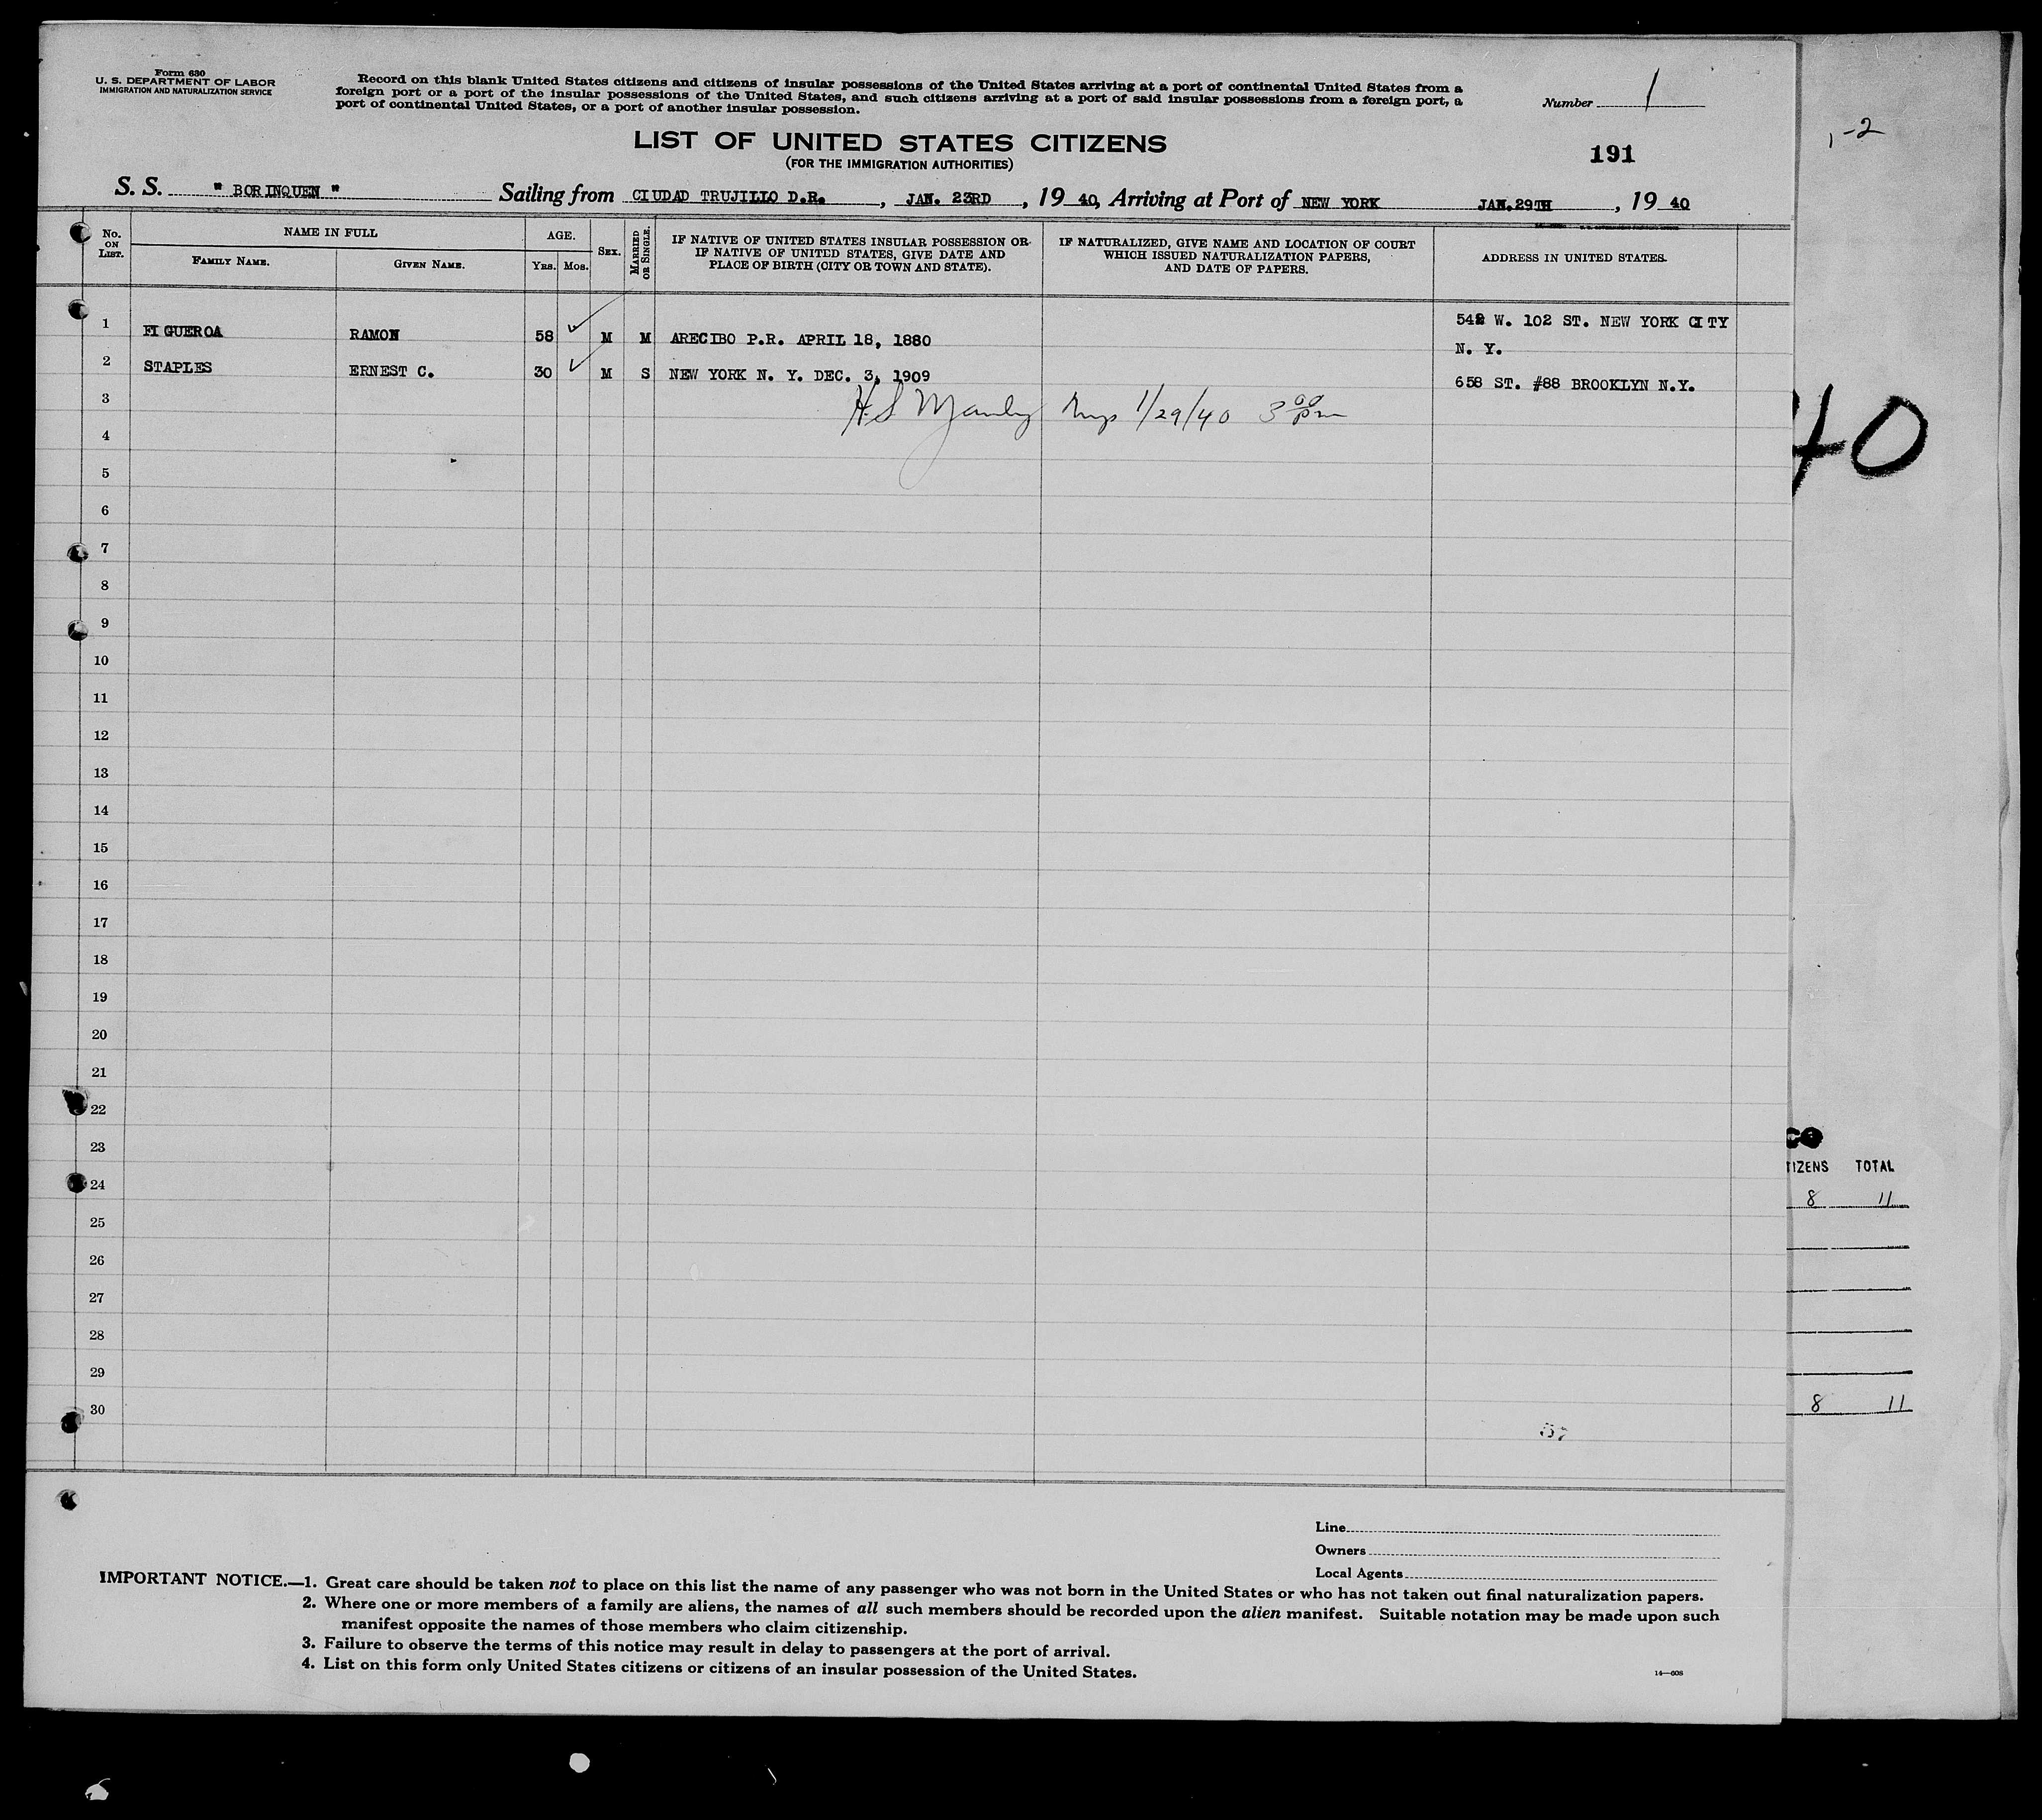 Form 630
U. S. DEPARTMENT OF LABOR
IMMIGRATION AND NATURALIZATION SERVICE
Record on this blank United States citizens and citizens of insular possessions of the United States arriving at a port of continental United States from a
foreign port or a port of the insular possessions of the United States, and such citizens arriving at a port of said insular possessions from a foreign port, a
port of continental United States, or a port of another insular possession.
Number 1
1-2
LIST OF UNITED STATES CITIZENS
(FOR THE IMMIGRATION AUTHORITIES)
191
S. S. " BORINQUEN " Sailing from CIUDAD TRUJILLO D.R., JAN. 23RD, 19 40, Arriving at Port of NEW YORK JAN.29TH, 19 40
No. ON LIST. NAME IN FULL FAMILY NAME. GIVEN NAME. AGE. YRS. MOS. SEX. MARRIED OR SINGLE. IF NATIVE OF UNITED STATES INSULAR POSSESSION OR IF NATIVE OF UNITED STATES, GIVE DATE AND PLACE OF BIRTH (CITY OR TOWN AND STATE). IF NATURALIZED, GIVE NAME AND LOCATION OF COURT WHICH ISSUED NATURALIZATION PAPERS, AND DATE OF PAPERS. ADDRESS IN UNITED STATES.
1 FIGUEROA RAMON 58 M M ARECIBO P.R. APRIL 18, 1880 542 W. 102 ST. NEW YORK CITY
N. Y.
2 STAPLES ERNEST C. 30 M S NEW YORK N. Y. DEC. 3, 1909 658 ST. #88 BROOKLYN N.Y.
3 H. S 1/29/40 3 00 pm
40
4
5
6
7
8
9
10
11
12
13
14
15
16
17
18
19
20
21
22
23
24
25
26
27
28
29
30
IZENS TOTAL
8 11
8 11
Line
Owners
Local Agents
IMPORTANT NOTICE.—1. Great care should be taken not to place on this list the name of any passenger who was not born in the United States or who has not taken out final naturalization papers.
2. Where one or more members of a family are aliens, the names of all such members should be recorded upon the alien manifest. Suitable notation may be made upon such
manifest opposite the names of those members who claim citizenship.
3. Failure to observe the terms of this notice may result in delay to passengers at the port of arrival.
4. List on this form only United States citizens or citizens of an insular possession of the United States.
14—608